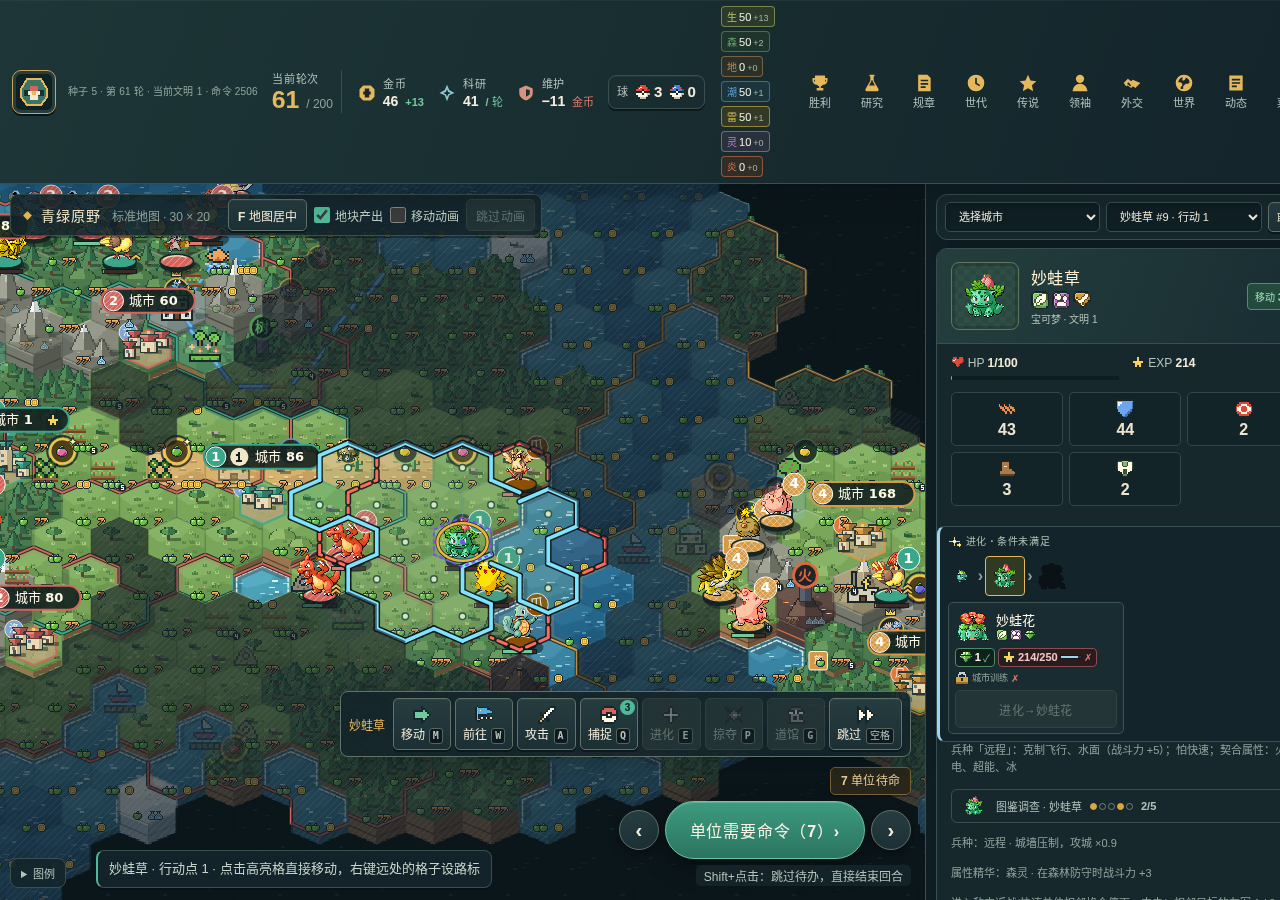 种子 5 · 第 61 轮 · 当前文明 1 · 命令 2506
当前轮次
61 / 200
金币
46 +13
科研
41 / 轮
维护
−11 金币
球 3 0
生 50 +13
森 50 +2
地 0 +0
潮 50 +1
雷 50 +1
灵 10 +0
炎 0 +0
胜利
研究
规章
世代
传说
领袖
外交
世界
动态
青绿原野 标准地图 · 30 × 20
F 地图居中
地块产出
移动动画
跳过动画
选择城市
妙蛙草 #9 · 行动 1
2 城市 60
城市 1
1 1 城市 86
4 城市 168
城市 80
4 城市
火
妙蛙草
宝可梦 · 文明 1
移动
HP 1/100
EXP 214
43
44
2
3
2
进化 · 条件未满足
妙蛙花
1 ✓
214/250 ✗
城市训练 ✗
进化→妙蛙花
兵种「远程」：克制飞行、水面（战斗力 +5）；怕快速；契合属性：
电、超能、冰
图鉴调查 · 妙蛙草 2/5
兵种：远程 · 城墙压制，攻城 ×0.9
属性精华：森灵 · 在森林防守时战斗力 +3
妙蛙草
移动 M
前往 W
攻击 A
捕捉 Q
3
进化 E
掠夺 P
道馆 G
跳过 空格
7 单位待命
‹
单位需要命令（7） ›
›
Shift+点击：跳过待办，直接结束回合
图例
妙蛙草 · 行动点 1 · 点击高亮格直接移动，右键远处的格子设路标